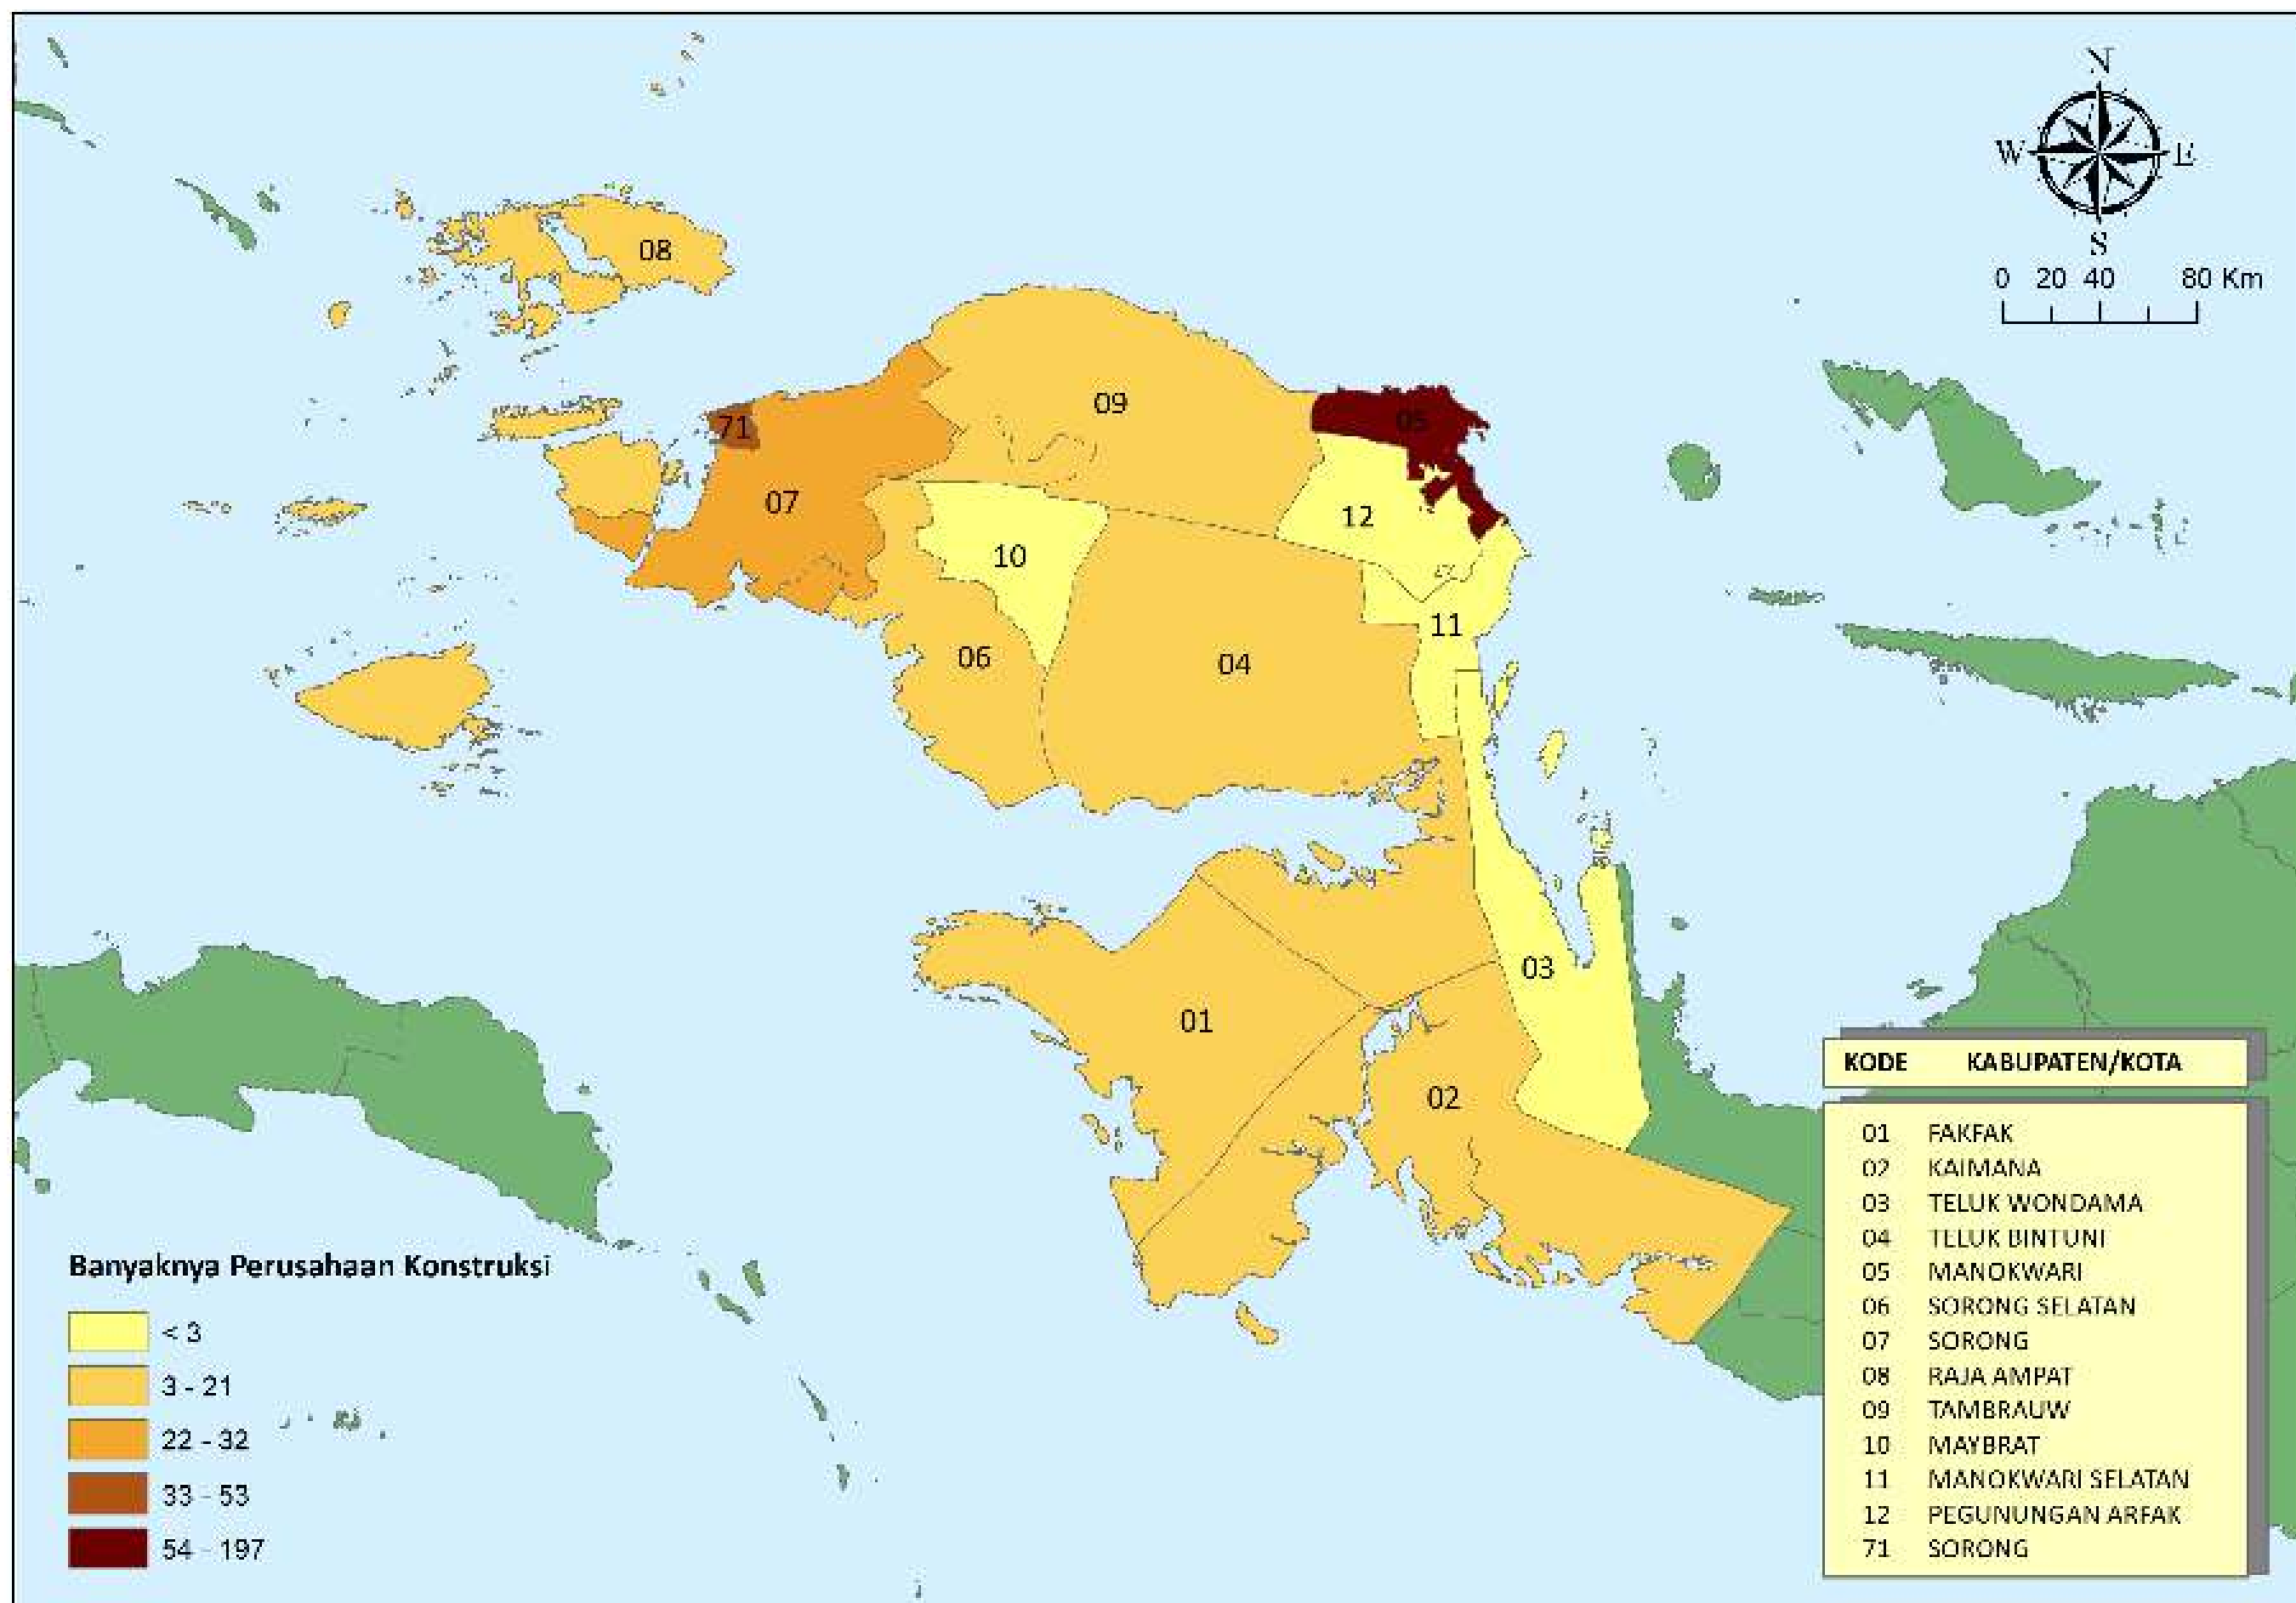 N
W E
S
0 20 40 80 Km
08
09
71
05
07
12
10
11
06
04
03
01
02
KODE KABUPATEN/KOTA
01 FAKFAK
02 KAIMANA
03 TELUK WONDAMA
04 TELUK BINTUNI
05 MANOKWARI
06 SORONG SELATAN
07 SORONG
08 RAJA AMPAT
09 TAMBRAUW
10 MAYBRAT
11 MANOKWARI SELATAN
12 PEGUNUNGAN ARFAK
71 SORONG
Banyaknya Perusahaan Konstruksi
< 3
3 - 21
22 - 32
33 - 53
54 - 197